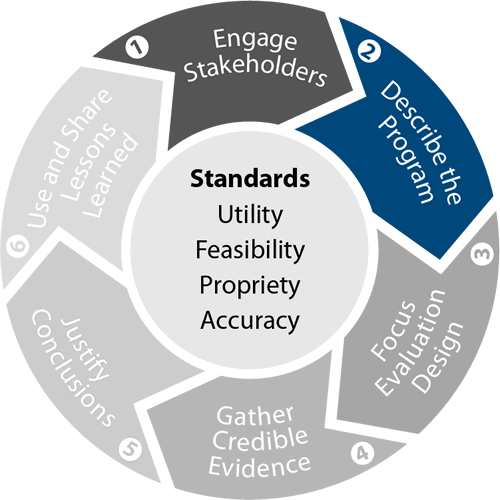 1
Engage
Stakeholders
2
Describe the
Program
3
Focus
Evaluation
Design
4
Gather
Credible
Evidence
5
Justify
Conclusions
6
Use and Share
Lessons
Learned
Standards
Utility
Feasibility
Propriety
Accuracy